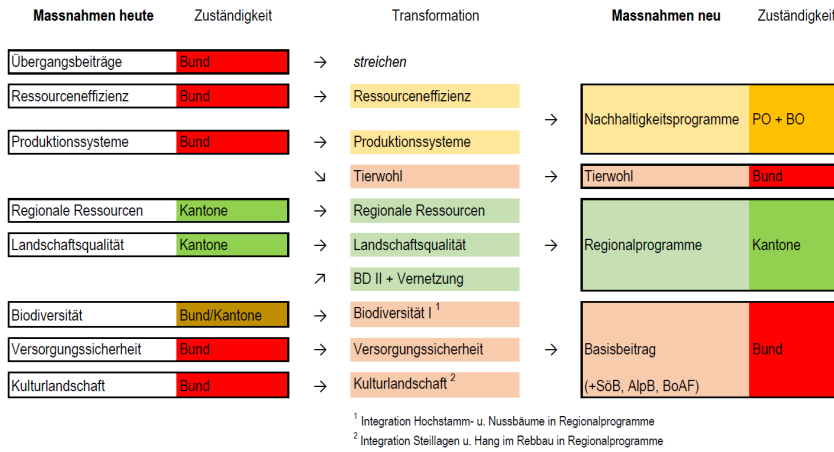 Massnahmen heute Zuständigkeit Transformation Massnahmen neu Zuständigkeit
Übergangsbeiträge Bund → streichen
Ressourceneffizienz Bund → Ressourceneffizienz
→ Nachhaltigkeitsprogramme PO + BO
Produktionssysteme Bund → Produktionssysteme
↘ Tierwohl → Tierwohl Bund
Regionale Ressourcen Kantone → Regionale Ressourcen
Landschaftsqualität Kantone → Landschaftsqualität → Regionalprogramme Kantone
↗ BD II + Vernetzung
Biodiversität Bund/Kantone → Biodiversität I ¹
Versorgungssicherheit Bund → Versorgungssicherheit → Basisbeitrag Bund
Kulturlandschaft Bund → Kulturlandschaft ² (+SöB, AlpB, BoAF)
¹ Integration Hochstamm- u. Nussbäume in Regionalprogramme
² Integration Steillagen u. Hang im Rebbau in Regionalprogramme